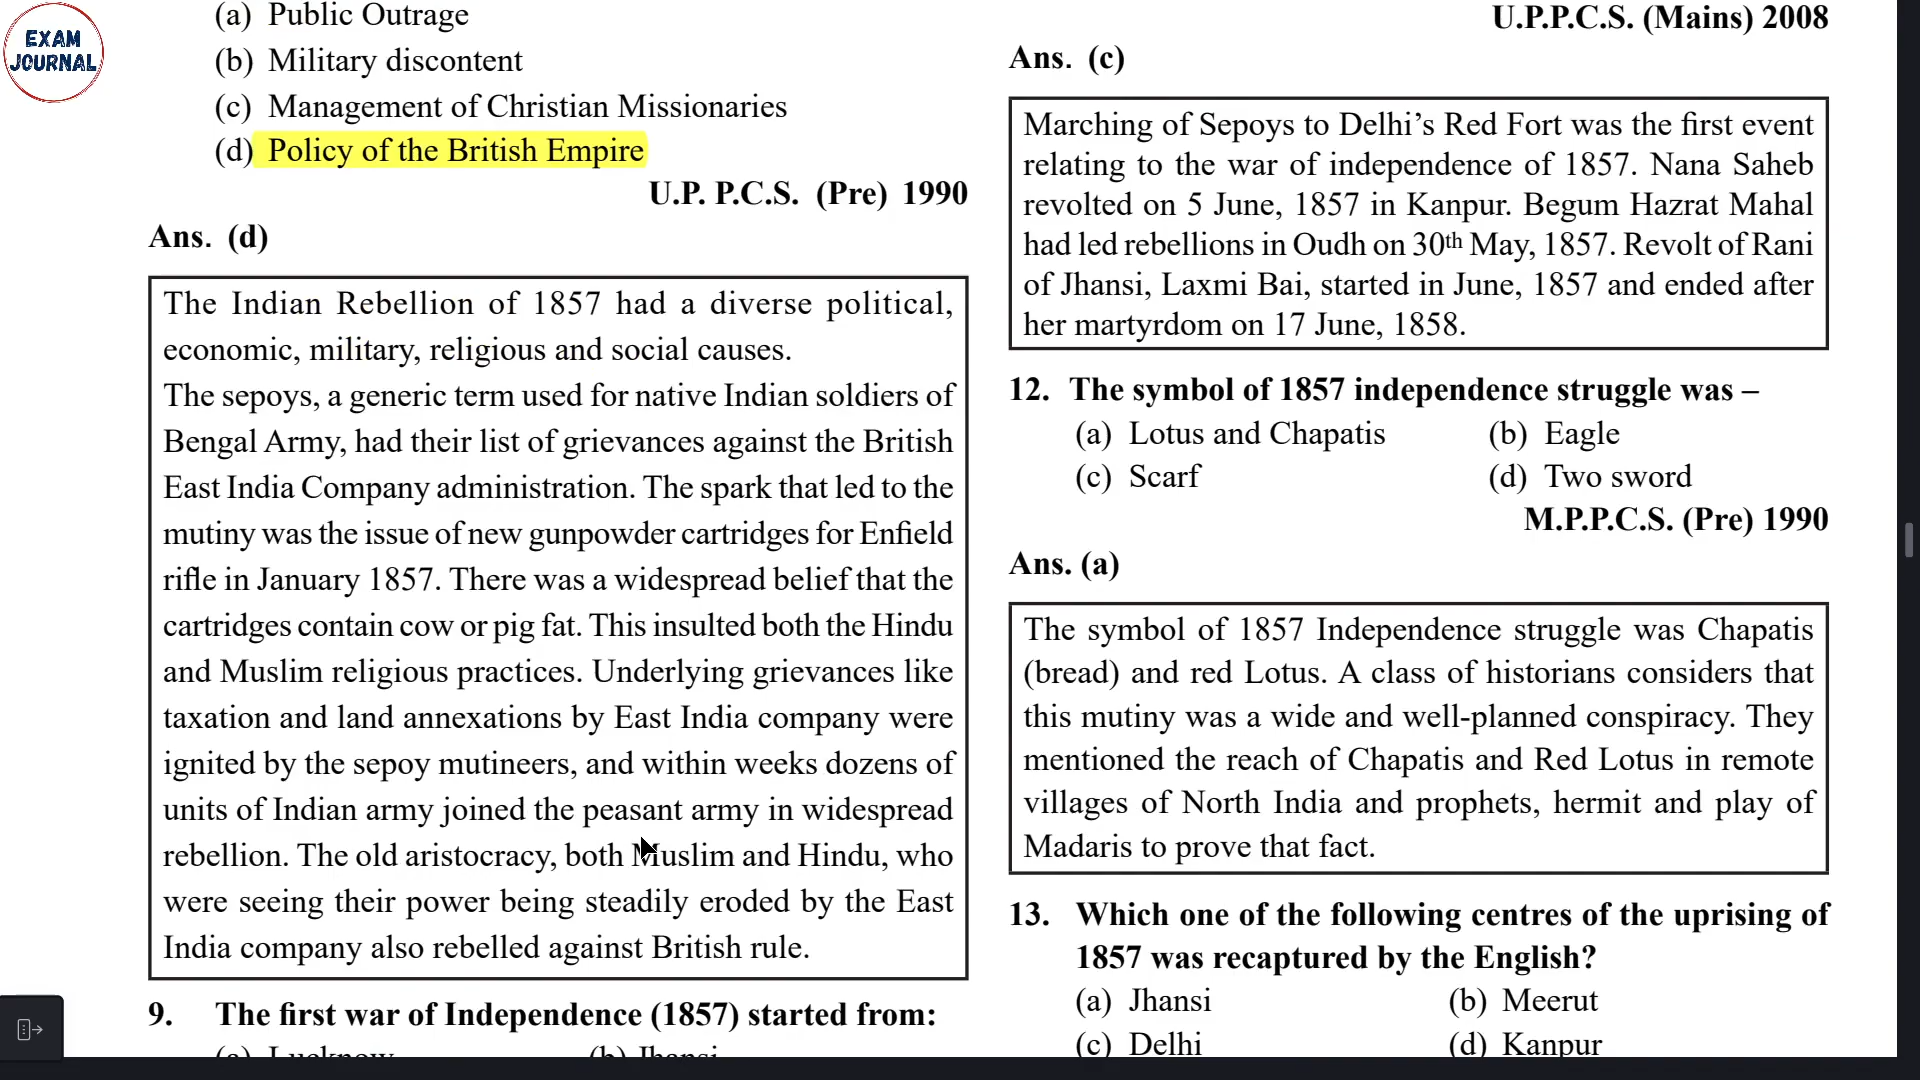 EXAM
JOURNAL
(a) Public Outrage
(b) Military discontent
(c) Management of Christian Missionaries
(d) Policy of the British Empire
U.P. P.C.S. (Pre) 1990
Ans. (d)
The Indian Rebellion of 1857 had a diverse political,
economic, military, religious and social causes.
The sepoys, a generic term used for native Indian soldiers of
Bengal Army, had their list of grievances against the British
East India Company administration. The spark that led to the
mutiny was the issue of new gunpowder cartridges for Enfield
rifle in January 1857. There was a widespread belief that the
cartridges contain cow or pig fat. This insulted both the Hindu
and Muslim religious practices. Underlying grievances like
taxation and land annexations by East India company were
ignited by the sepoy mutineers, and within weeks dozens of
units of Indian army joined the peasant army in widespread
rebellion. The old aristocracy, both Muslim and Hindu, who
were seeing their power being steadily eroded by the East
India company also rebelled against British rule.
9. The first war of Independence (1857) started from:
(a) Lucknow (b) Jhansi
U.P.P.C.S. (Mains) 2008
Ans. (c)
Marching of Sepoys to Delhi's Red Fort was the first event
relating to the war of independence of 1857. Nana Saheb
revolted on 5 June, 1857 in Kanpur. Begum Hazrat Mahal
had led rebellions in Oudh on 30th May, 1857. Revolt of Rani
of Jhansi, Laxmi Bai, started in June, 1857 and ended after
her martyrdom on 17 June, 1858.
12. The symbol of 1857 independence struggle was –
(a) Lotus and Chapatis (b) Eagle
(c) Scarf (d) Two sword
M.P.P.C.S. (Pre) 1990
Ans. (a)
The symbol of 1857 Independence struggle was Chapatis
(bread) and red Lotus. A class of historians considers that
this mutiny was a wide and well-planned conspiracy. They
mentioned the reach of Chapatis and Red Lotus in remote
villages of North India and prophets, hermit and play of
Madaris to prove that fact.
13. Which one of the following centres of the uprising of
1857 was recaptured by the English?
(a) Jhansi (b) Meerut
(c) Delhi (d) Kanpur